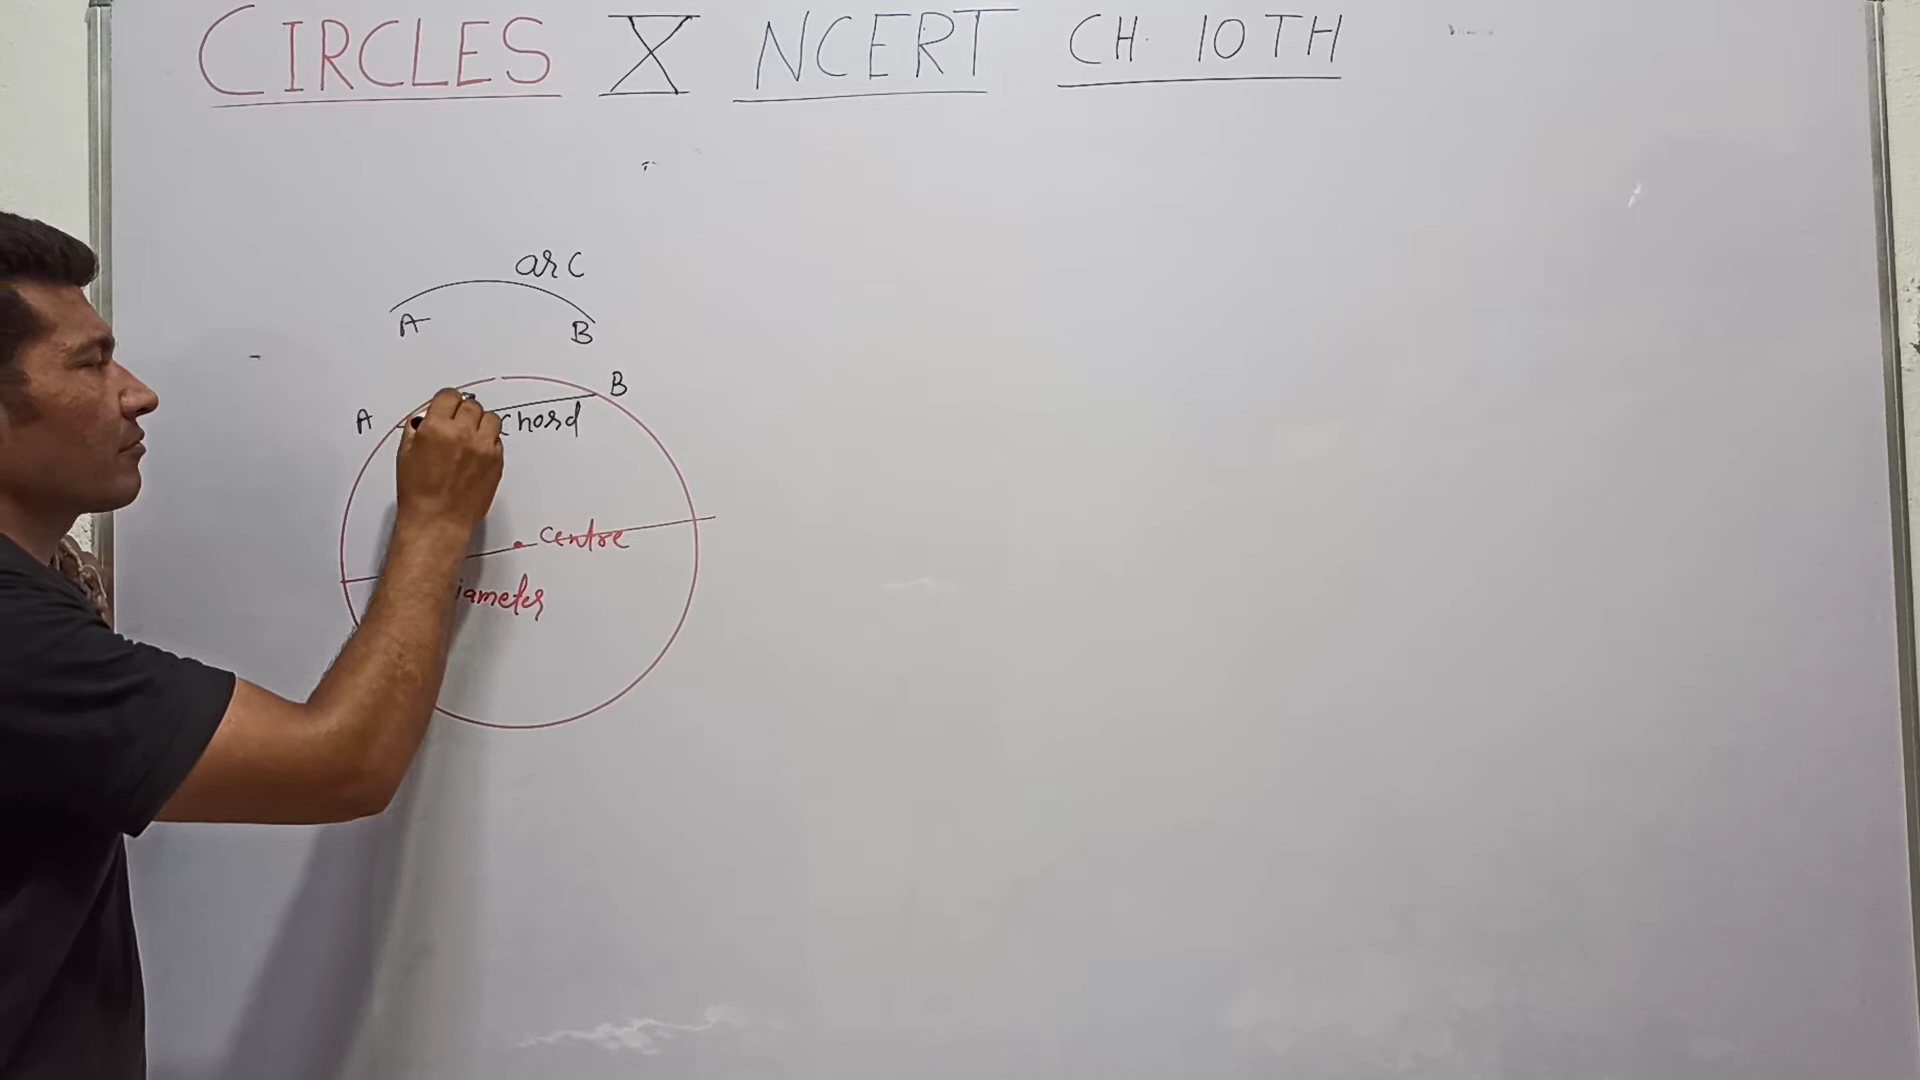 CIRCLES X NCERT CH. 10TH
arc
A B
B
A
chord
centre